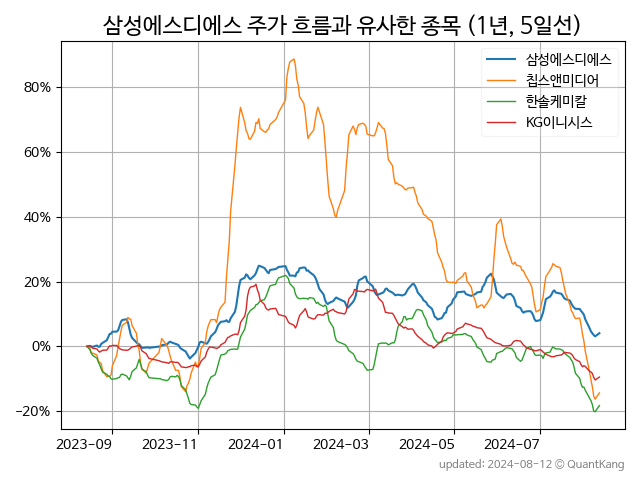 삼성에스디에스 주가 흐름과 유사한 종목 (1년, 5일선)
삼성에스디에스
칩스앤미디어
한솔케미칼
KG이니시스
80%
60%
40%
20%
0%
−20%
2023-09 2023-11 2024-01 2024-03 2024-05 2024-07
updated: 2024-08-12 © QuantKang